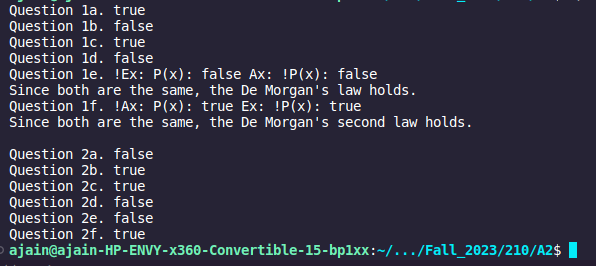 Question 1a. true
Question 1b. false
Question 1c. true
Question 1d. false
Question 1e. !Ex: P(x): false Ax: !P(x): false
Since both are the same, the De Morgan's law holds.
Question 1f. !Ax: P(x): true Ex: !P(x): true
Since both are the same, the De Morgan's second law holds.

Question 2a. false
Question 2b. true
Question 2c. true
Question 2d. false
Question 2e. false
Question 2f. true
ajain@ajain-HP-ENVY-x360-Convertible-15-bp1xx:~/.../Fall_2023/210/A2$